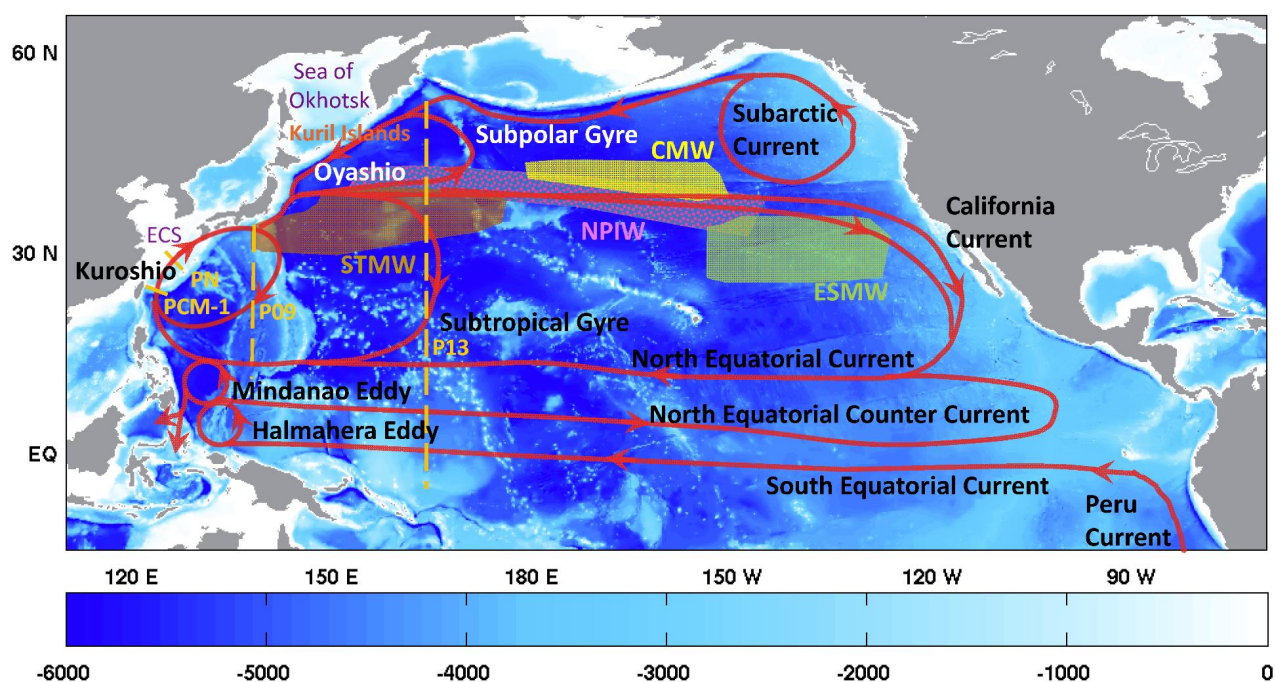 60 N
Sea of
Okhotsk
Kuril Islands
Subpolar Gyre
Subarctic
Current
CMW
Oyashio
California
Current
ECS
30 N
NPIW
Kuroshio
STMW
PN
ESMW
PCM-1
P09
Subtropical Gyre
P13
North Equatorial Current
Mindanao Eddy
North Equatorial Counter Current
Halmahera Eddy
EQ
South Equatorial Current
Peru
Current
120 E 150 E 180 E 150 W 120 W 90 W
-6000 -5000 -4000 -3000 -2000 -1000 0